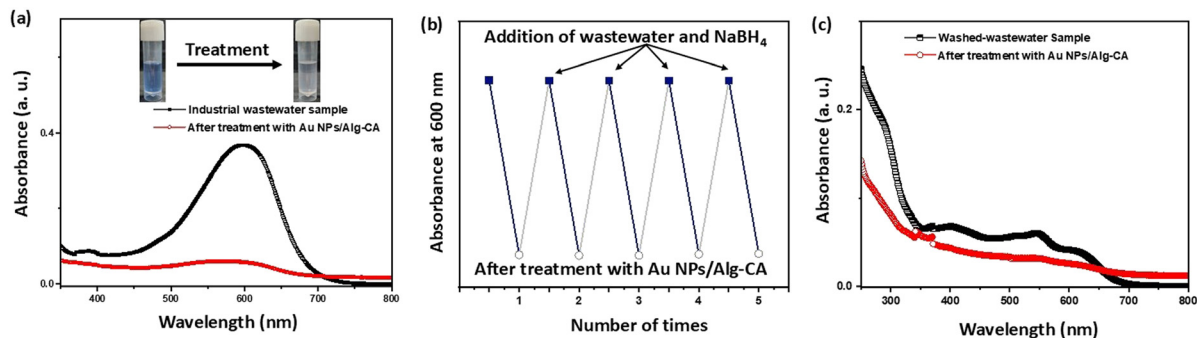 (a)
Treatment
Industrial wastewater sample
After treatment with Au NPs/Alg-CA
Absorbance (a. u.)
0.4
0.0
400
500
600
700
800
Wavelength (nm)
(b)
Addition of wastewater and NaBH4
Absorbance at 600 nm
After treatment with Au NPs/Alg-CA
1
2
3
4
5
Number of times
(c)
Washed-wastewater Sample
After treatment with Au NPs/Alg-CA
Absorbance (a. u.)
0.2
0.0
300
400
500
600
700
800
Wavelength (nm)